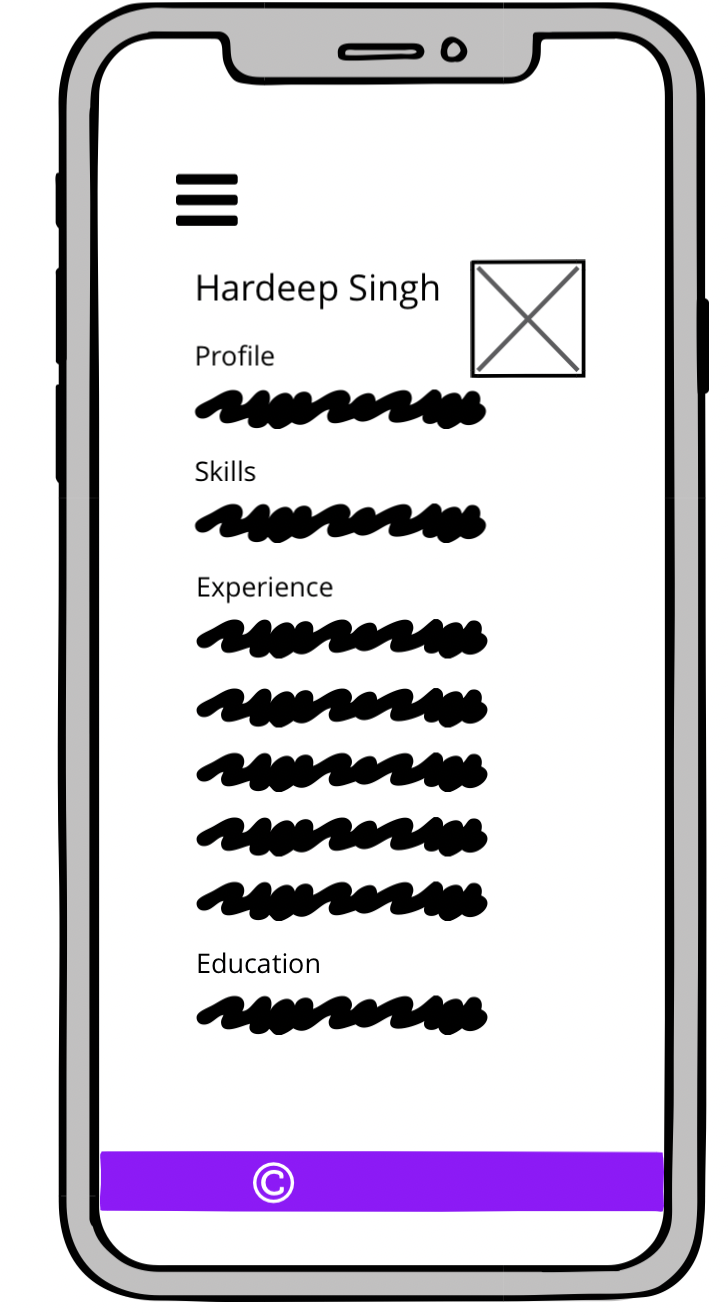 Hardeep Singh
Profile
Skills
Experience
Education
©